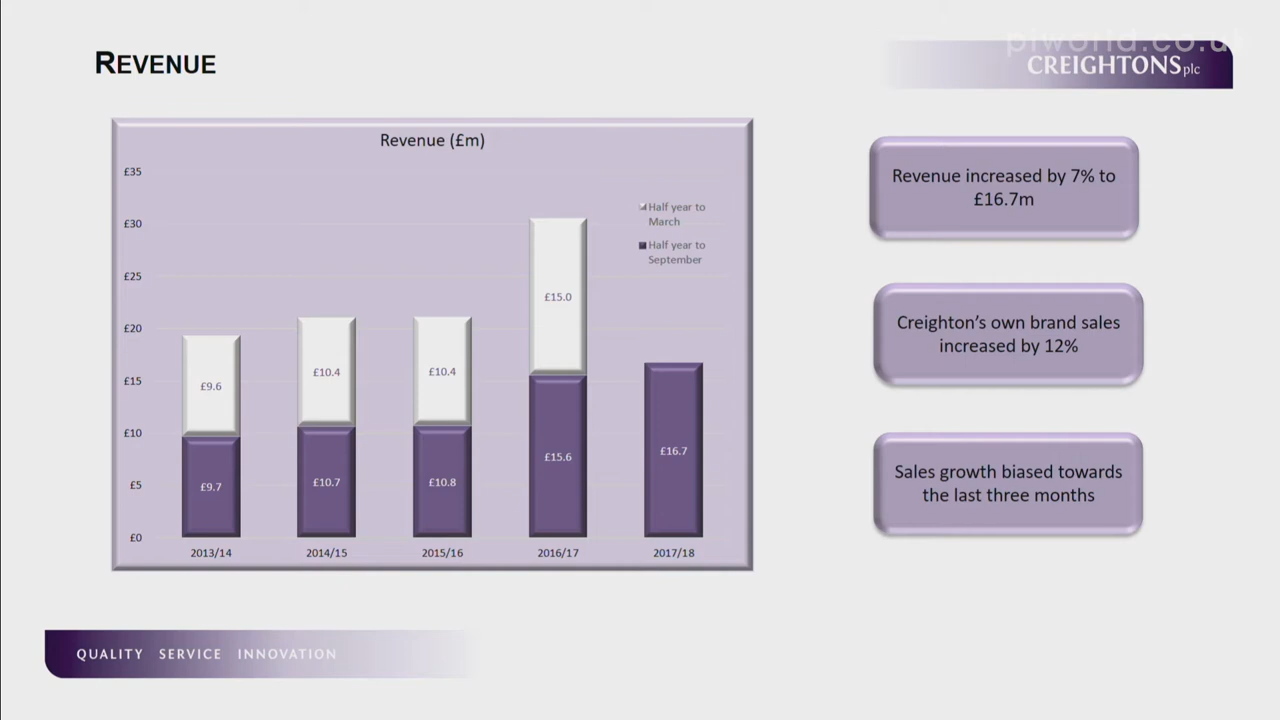 piworld.co.uk
REVENUE
CREIGHTONS plc
Revenue (£m)
£35
£30
£25
£20
£15
£10
£5
£0
Half year to
March
Half year to
September
£9.6
£10.4
£10.4
£15.0
£9.7
£10.7
£10.8
£15.6
£16.7
2013/14
2014/15
2015/16
2016/17
2017/18
Revenue increased by 7% to
£16.7m
Creighton's own brand sales
increased by 12%
Sales growth biased towards
the last three months
QUALITY SERVICE INNOVATION